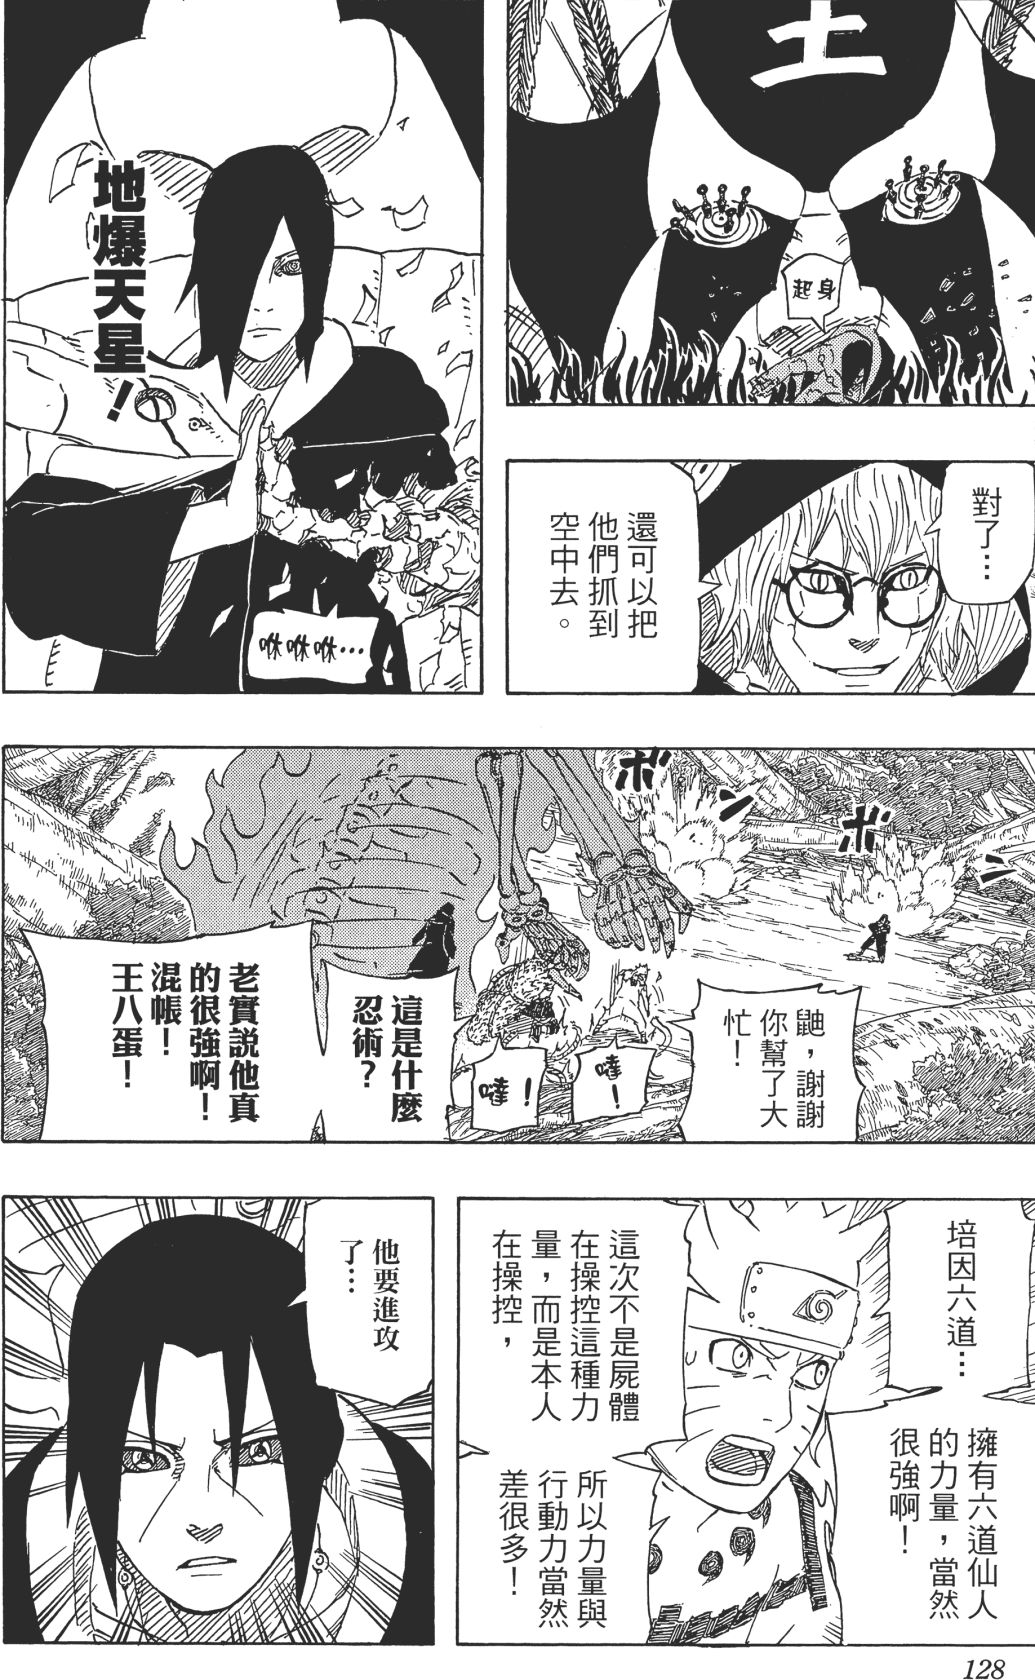 土
起身
對了…
還可以把
他們抓到
空中去。
地爆天星！
咻咻咻…
ボン
ボン
鼬，謝謝
你幫了大
忙！
噠！
噠！
這是什麼
忍術？
老實說他真
的很強啊！
混帳！
王八蛋！
培因六道…
擁有六道仙人
的力量，當然
很強啊！
這次不是屍體
在操控這種力
量，而是本人
在操控，
所以力量與
行動力當然
差很多！
他要進攻
了…
128